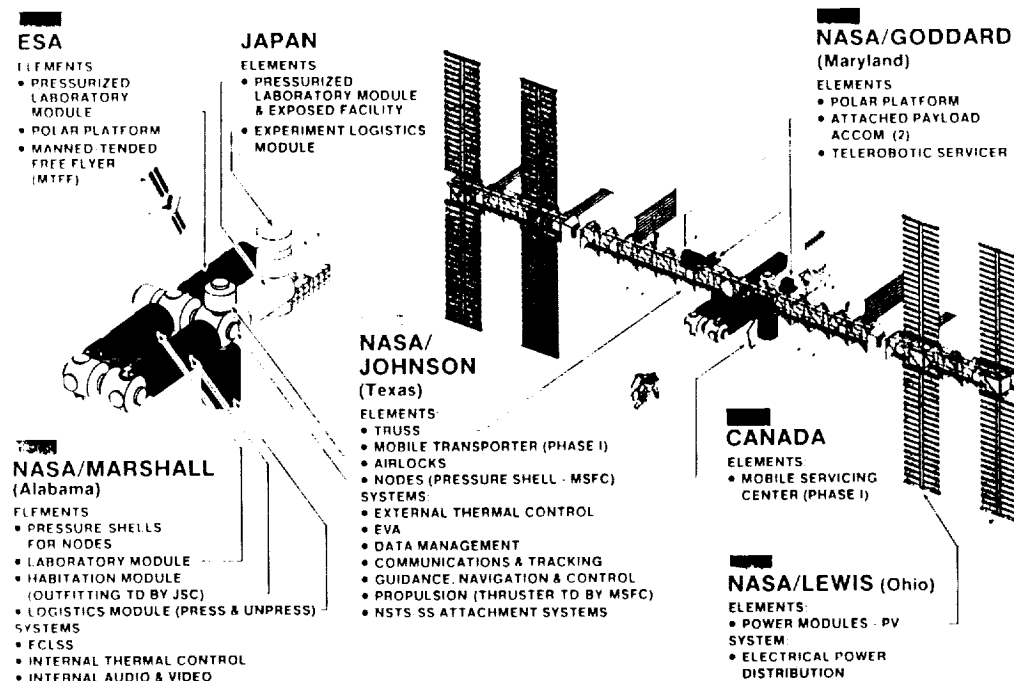 ESA
ELEMENTS
• PRESSURIZED
LABORATORY
MODULE
• POLAR PLATFORM
• MANNED-TENDED
FREE FLYER
(MTFF)
JAPAN
ELEMENTS
• PRESSURIZED
LABORATORY MODULE
& EXPOSED FACILITY
• EXPERIMENT LOGISTICS
MODULE
NASA/GODDARD
(Maryland)
ELEMENTS
• POLAR PLATFORM
• ATTACHED PAYLOAD
ACCOM (2)
• TELEROBOTIC SERVICER
NASA/MARSHALL
(Alabama)
ELEMENTS
• PRESSURE SHELLS
FOR NODES
• LABORATORY MODULE
• HABITATION MODULE
(OUTFITTING TD BY JSC)
• LOGISTICS MODULE (PRESS & UNPRESS)
SYSTEMS
• ECLSS
• INTERNAL THERMAL CONTROL
• INTERNAL AUDIO & VIDEO
NASA/
JOHNSON
(Texas)
ELEMENTS:
• TRUSS
• MOBILE TRANSPORTER (PHASE I)
• AIRLOCKS
• NODES (PRESSURE SHELL - MSFC)
SYSTEMS:
• EXTERNAL THERMAL CONTROL
• EVA
• DATA MANAGEMENT
• COMMUNICATIONS & TRACKING
• GUIDANCE, NAVIGATION & CONTROL
• PROPULSION (THRUSTER TD BY MSFC)
• NSTS-SS ATTACHMENT SYSTEMS
CANADA
ELEMENTS:
• MOBILE SERVICING
CENTER (PHASE I)
NASA/LEWIS (Ohio)
ELEMENTS:
• POWER MODULES - PV
SYSTEM:
• ELECTRICAL POWER
DISTRIBUTION